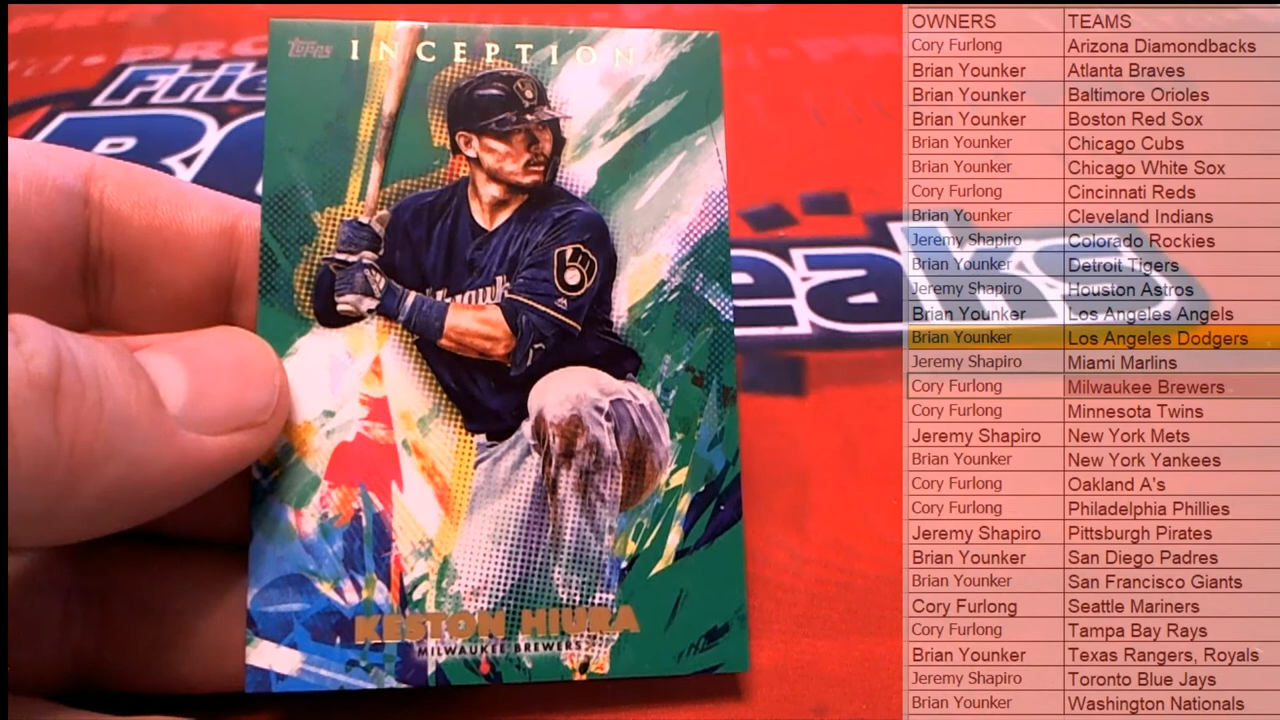 Topps
INCEPTION
KESTON HIURA
MILWAUKEE BREWERS
OWNERS TEAMS
Cory Furlong Arizona Diamondbacks
Brian Younker Atlanta Braves
Brian Younker Baltimore Orioles
Brian Younker Boston Red Sox
Brian Younker Chicago Cubs
Brian Younker Chicago White Sox
Cory Furlong Cincinnati Reds
Brian Younker Cleveland Indians
Jeremy Shapiro Colorado Rockies
Brian Younker Detroit Tigers
Jeremy Shapiro Houston Astros
Brian Younker Los Angeles Angels
Brian Younker Los Angeles Dodgers
Jeremy Shapiro Miami Marlins
Cory Furlong Milwaukee Brewers
Cory Furlong Minnesota Twins
Jeremy Shapiro New York Mets
Brian Younker New York Yankees
Cory Furlong Oakland A's
Cory Furlong Philadelphia Phillies
Jeremy Shapiro Pittsburgh Pirates
Brian Younker San Diego Padres
Brian Younker San Francisco Giants
Cory Furlong Seattle Mariners
Cory Furlong Tampa Bay Rays
Brian Younker Texas Rangers, Royals
Jeremy Shapiro Toronto Blue Jays
Brian Younker Washington Nationals